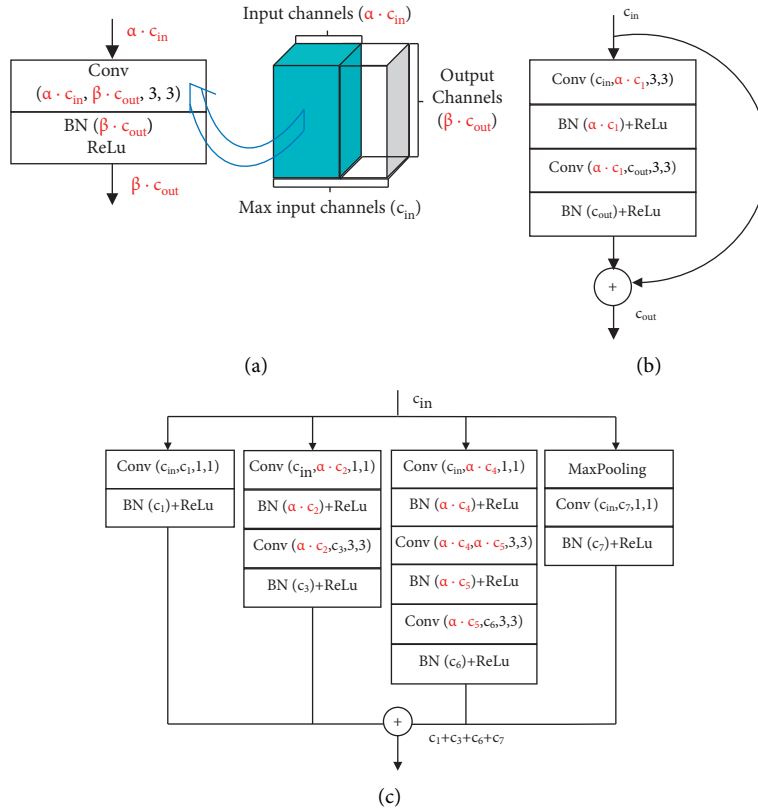 α · c_in
Conv
(α · c_in, β · c_out, 3, 3)
BN (β · c_out)
ReLu
β · c_out
Input channels (α · c_in)
Output
Channels
(β · c_out)
Max input channels (c_in)
(a)
c_in
Conv (c_in,α · c_1,3,3)
BN (α · c_1)+ReLu
Conv (α · c_1,c_out,3,3)
BN (c_out)+ReLu
+
c_out
(b)
c_in
Conv (c_in,c_1,1,1)
BN (c_1)+ReLu
Conv (c_in,α · c_2,1,1)
BN (α · c_2)+ReLu
Conv (α · c_2,c_3,3,3)
BN (c_3)+ReLu
Conv (c_in,α · c_4,1,1)
BN (α · c_4)+ReLu
Conv (α · c_4,α · c_5,3,3)
BN (α · c_5)+ReLu
Conv (α · c_5,c_6,3,3)
BN (c_6)+ReLu
MaxPooling
Conv (c_in,c_7,1,1)
BN (c_7)+ReLu
+
c_1+c_3+c_6+c_7
(c)